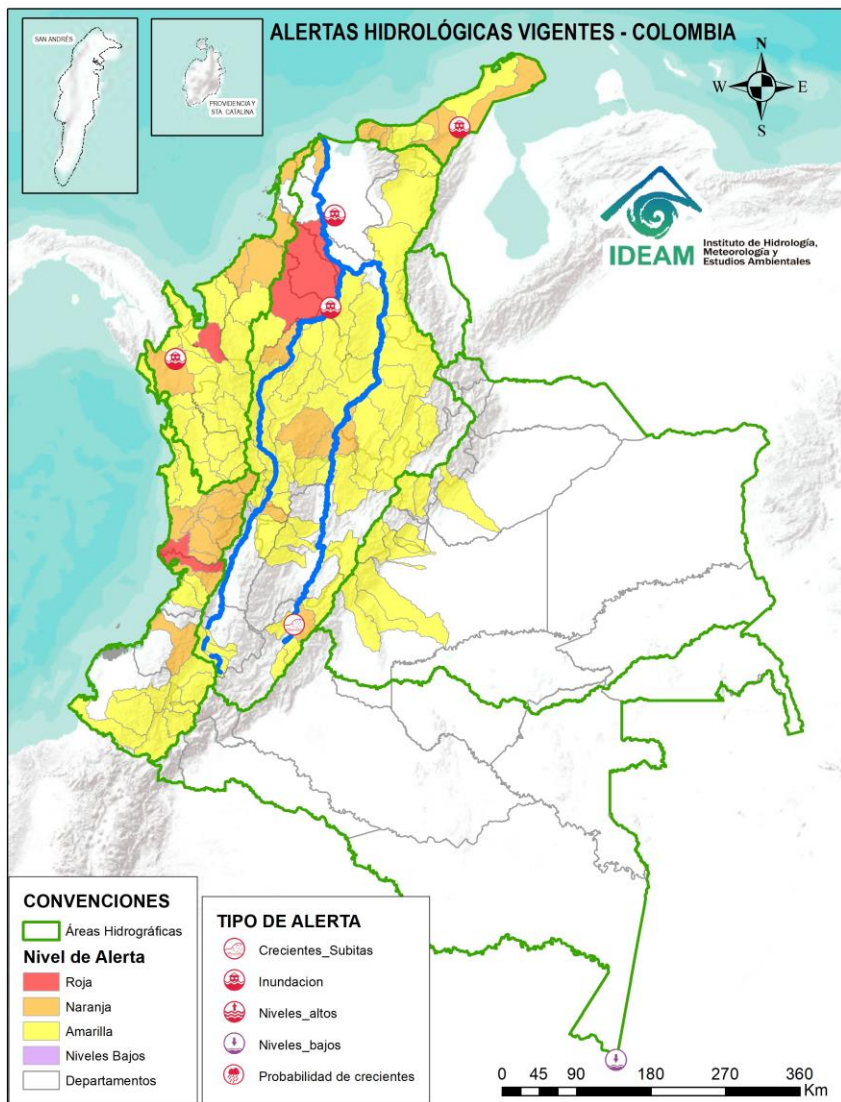 ALERTAS HIDROLÓGICAS VIGENTES - COLOMBIA
SAN ANDRÉS
PROVIDENCIA Y
STA. CATALINA
N
W
E
S
IDEAM
Instituto de Hidrología,
Meteorología y
Estudios Ambientales
CONVENCIONES
Áreas Hidrográficas
Nivel de Alerta
Roja
Naranja
Amarilla
Niveles Bajos
Departamentos
TIPO DE ALERTA
Crecientes_Subitas
Inundacion
Niveles_altos
Niveles_bajos
Probabilidad de crecientes
0 45 90 180 270 360
Km